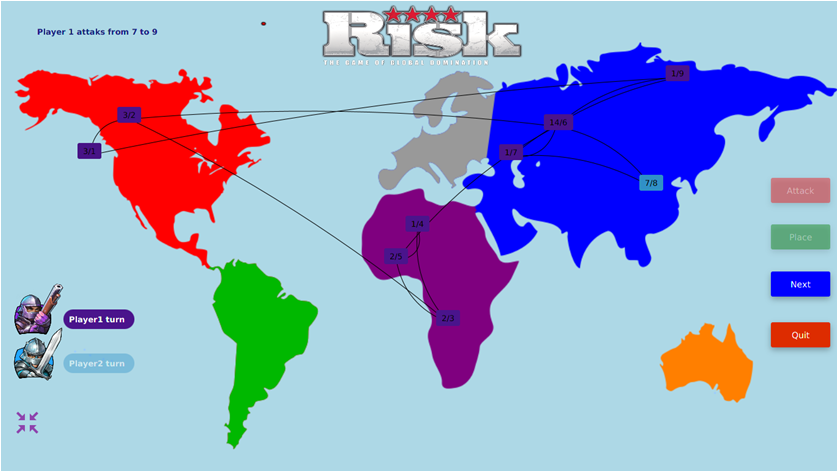 Player 1 attaks from 7 to 9
Risk
THE GAME OF GLOBAL DOMINATION
1/9
3/2
14/6
3/1
1/7
7/8
Attack
1/4
Place
2/5
Next
2/3
Player1 turn
Quit
Player2 turn